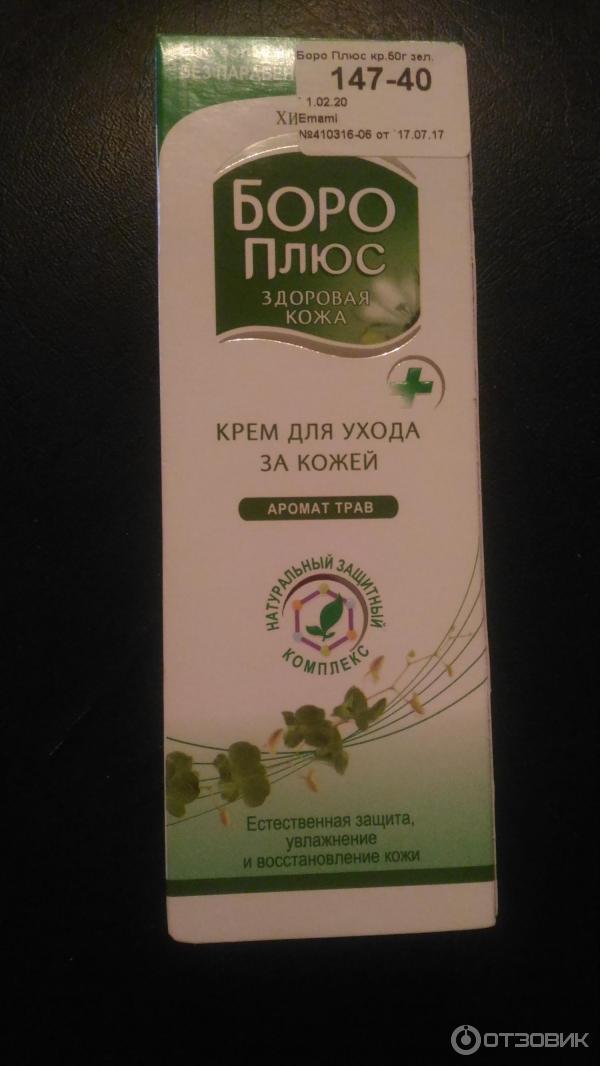 Боро Плюс кр.50г зел.
БЕЗ ПАРАБЕН
147-40
1.02.20
ХИ
Emami
№410316-06 от 17.07.17
БОРО
ПЛЮС
ЗДОРОВАЯ
КОЖА
КРЕМ ДЛЯ УХОДА
ЗА КОЖЕЙ
АРОМАТ ТРАВ
НАТУРАЛЬНЫЙ ЗАЩИТНЫЙ
КОМПЛЕКС
Естественная защита,
увлажнение
и восстановление кожи
ОТЗОВИК